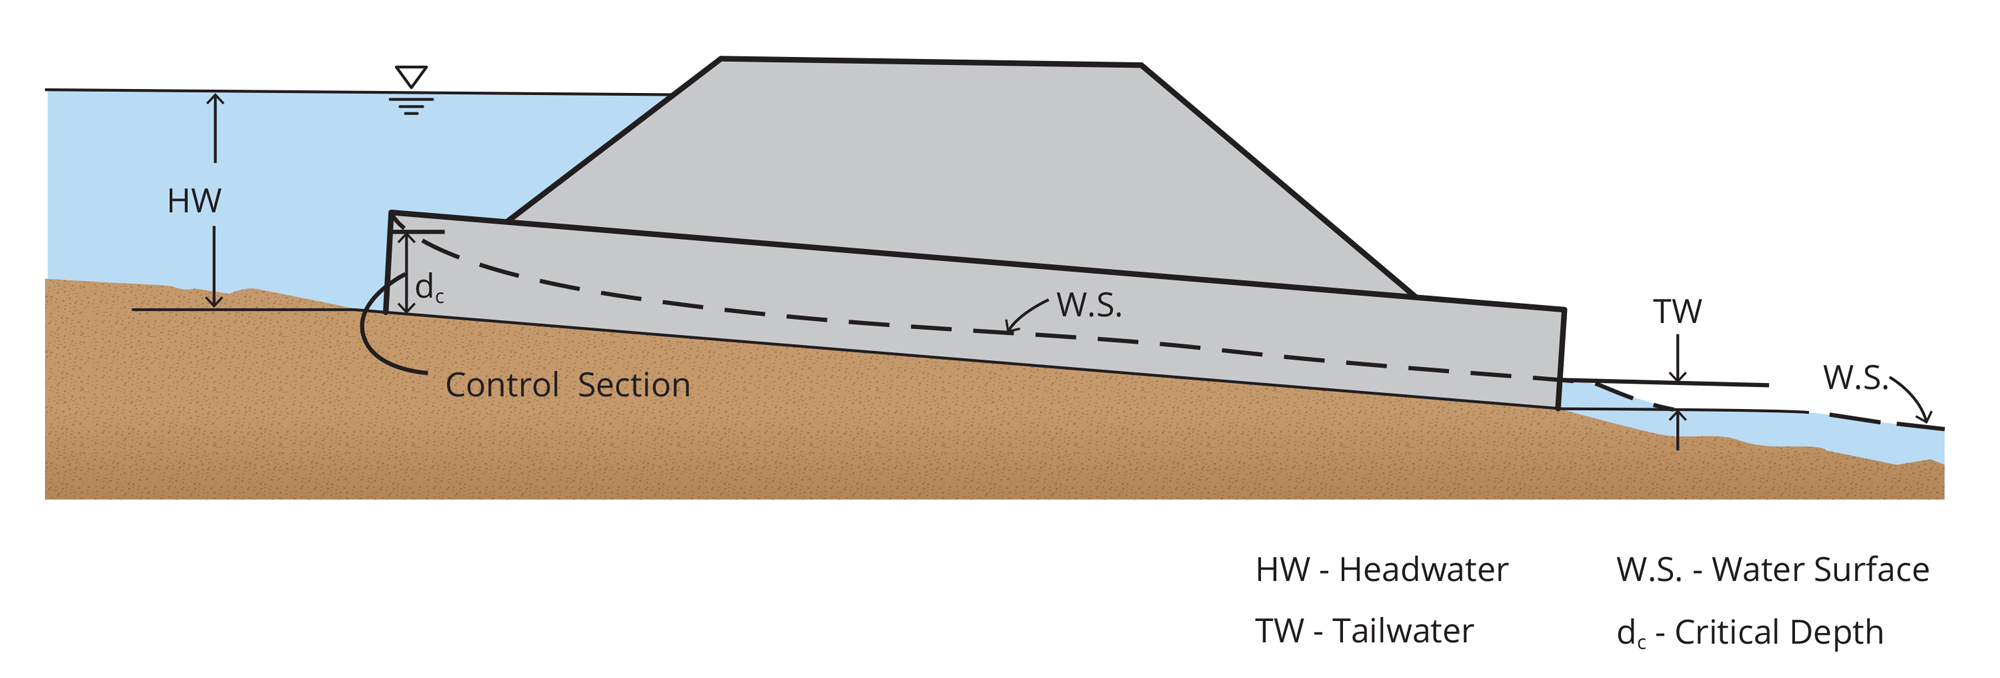 HW
d_c
W.S.
TW
W.S.
Control Section
HW - Headwater
W.S. - Water Surface
TW - Tailwater
d_c - Critical Depth